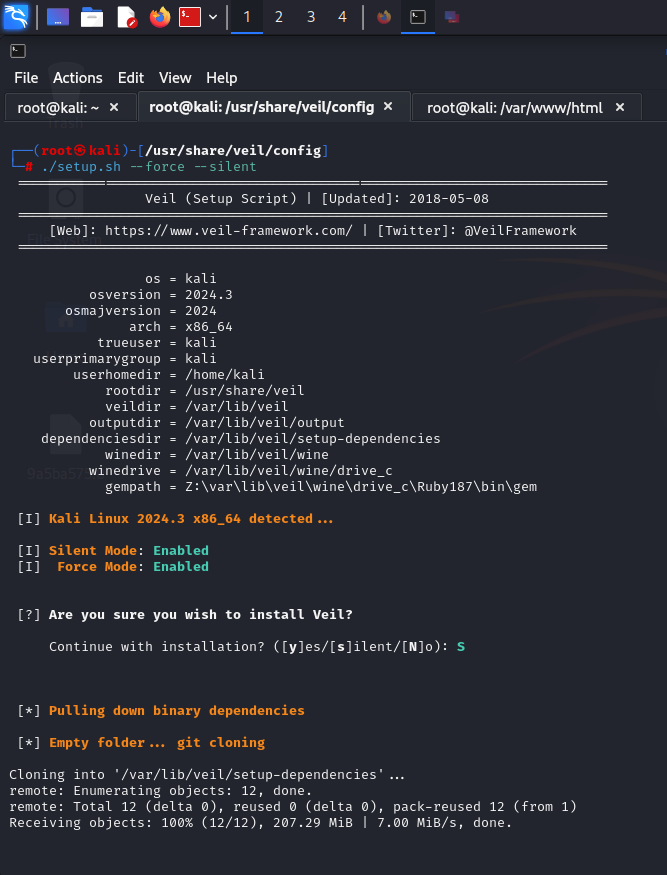 1 2 3 4
File Actions Edit View Help
root@kali: ~ × root@kali: /usr/share/veil/config × root@kali: /var/www/html ×
┌──(root㉿kali)-[/usr/share/veil/config]
└─# ./setup.sh --force --silent
Veil (Setup Script) | [Updated]: 2018-05-08
[Web]: https://www.veil-framework.com/ | [Twitter]: @VeilFramework
os = kali
osversion = 2024.3
osmajversion = 2024
arch = x86_64
trueuser = kali
userprimarygroup = kali
userhomedir = /home/kali
rootdir = /usr/share/veil
veildir = /var/lib/veil
outputdir = /var/lib/veil/output
dependenciesdir = /var/lib/veil/setup-dependencies
winedir = /var/lib/veil/wine
winedrive = /var/lib/veil/wine/drive_c
gempath = Z:\var\lib\veil\wine\drive_c\Ruby187\bin\gem
[I] Kali Linux 2024.3 x86_64 detected...
[I] Silent Mode: Enabled
[I] Force Mode: Enabled
[?] Are you sure you wish to install Veil?
Continue with installation? ([y]es/[s]ilent/[N]o): S
[*] Pulling down binary dependencies
[*] Empty folder... git cloning
Cloning into '/var/lib/veil/setup-dependencies'...
remote: Enumerating objects: 12, done.
remote: Total 12 (delta 0), reused 0 (delta 0), pack-reused 12 (from 1)
Receiving objects: 100% (12/12), 207.29 MiB | 7.00 MiB/s, done.